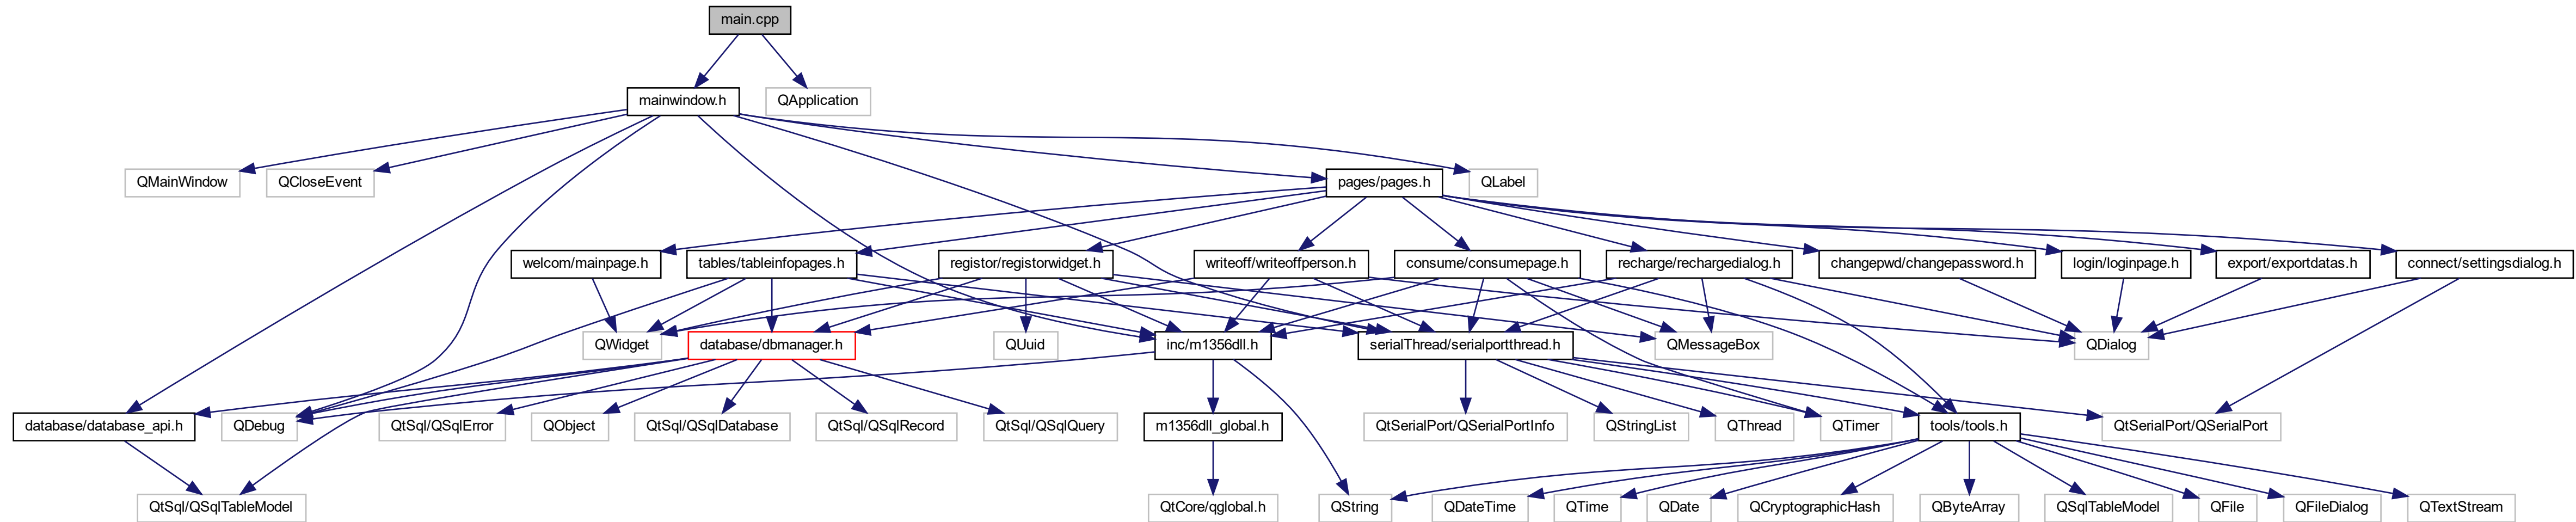 main.cpp
mainwindow.h
QApplication
QMainWindow
QCloseEvent
pages/pages.h
QLabel
welcom/mainpage.h
tables/tableinfopages.h
registor/registorwidget.h
writeoff/writeoffperson.h
consume/consumepage.h
recharge/rechargedialog.h
changepwd/changepassword.h
login/loginpage.h
export/exportdatas.h
connect/settingsdialog.h
QWidget
database/dbmanager.h
QUuid
inc/m1356dll.h
serialThread/serialportthread.h
QMessageBox
QDialog
database/database_api.h
QDebug
QtSql/QSqlError
QObject
QtSql/QSqlDatabase
QtSql/QSqlRecord
QtSql/QSqlQuery
m1356dll_global.h
QtSerialPort/QSerialPortInfo
QStringList
QThread
QTimer
tools/tools.h
QtSerialPort/QSerialPort
QtSql/QSqlTableModel
QtCore/qglobal.h
QString
QDateTime
QTime
QDate
QCryptographicHash
QByteArray
QSqlTableModel
QFile
QFileDialog
QTextStream